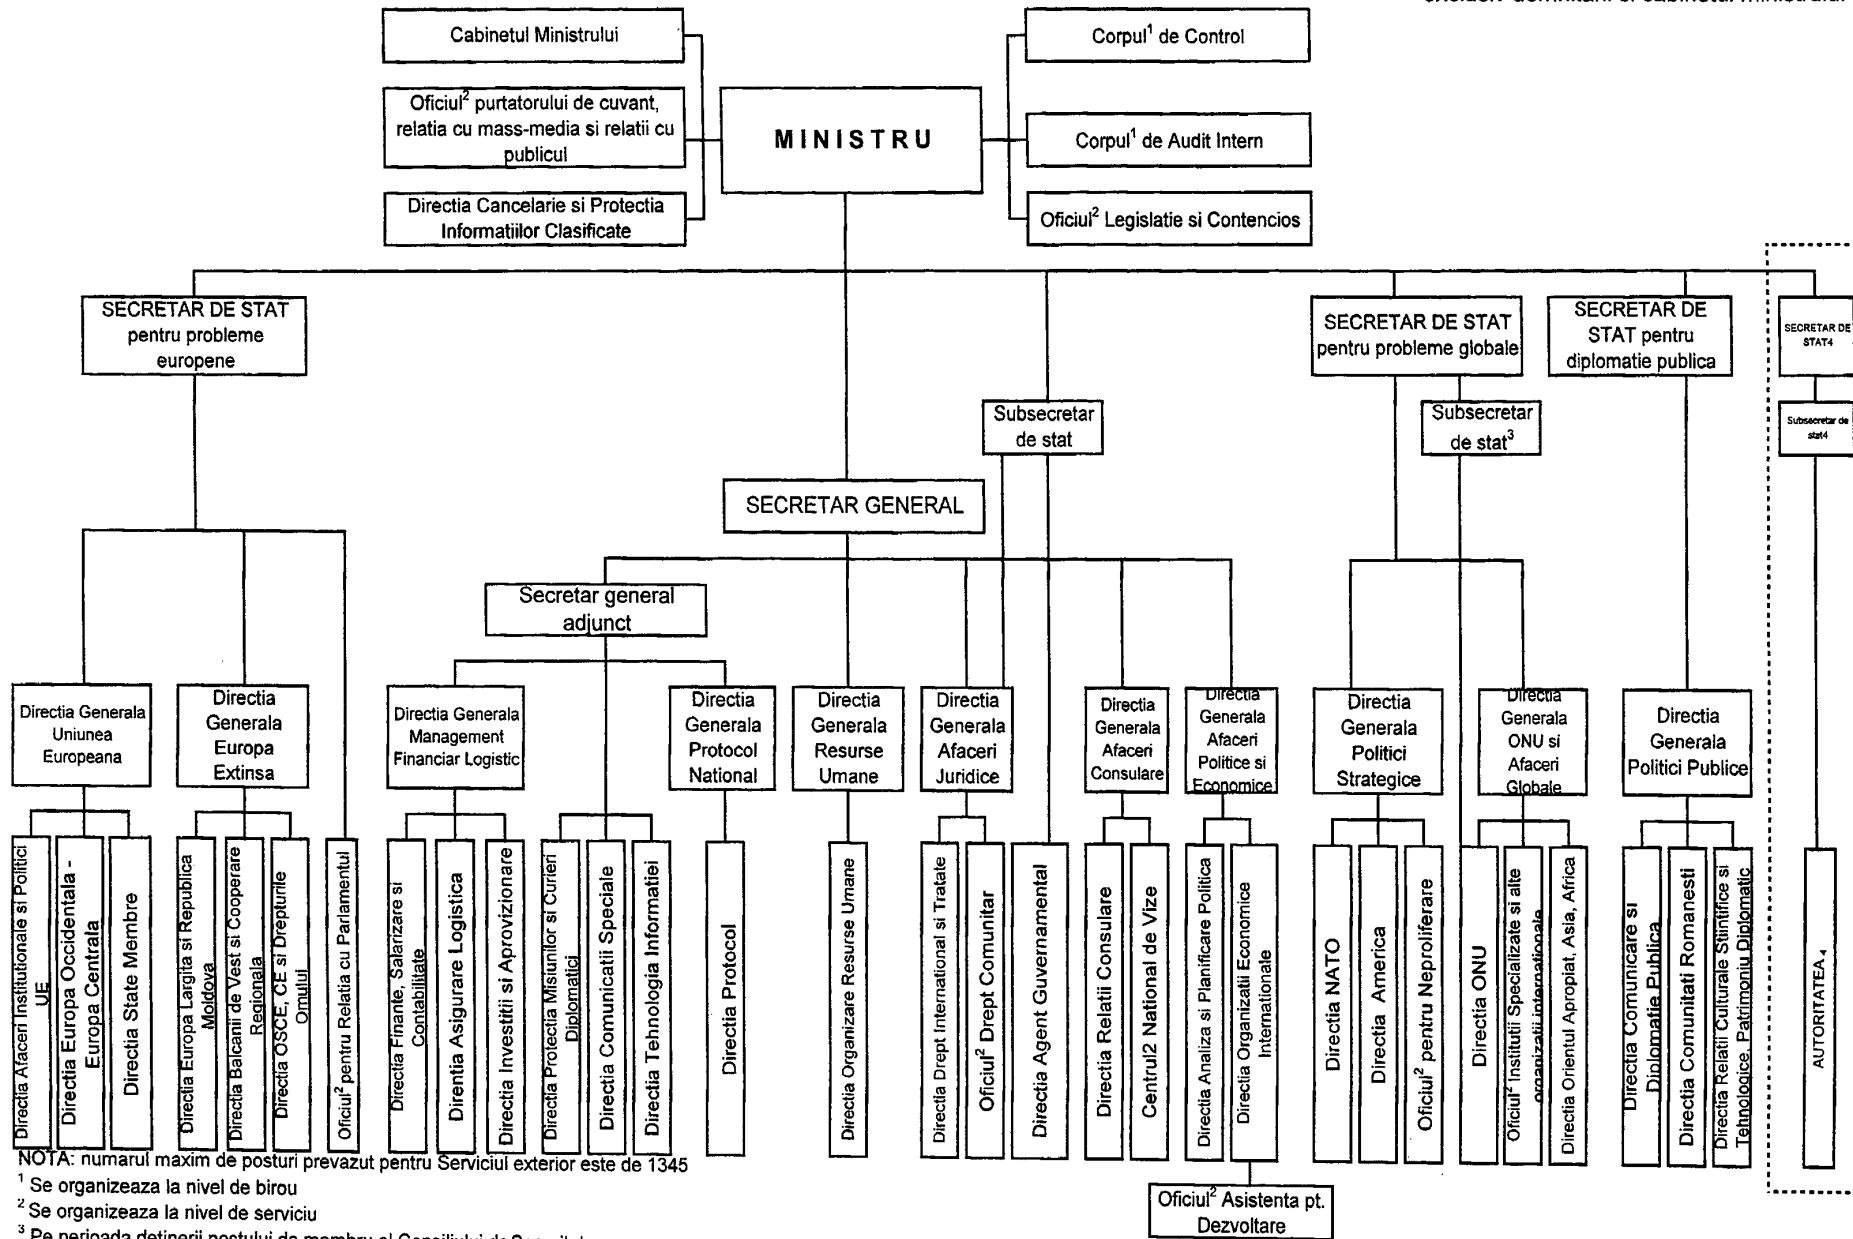 Cabinetul Ministrului
Corpul¹ de Control
Oficiul² purtatorului de cuvant,
relatia cu mass-media si relatii cu
publicul
MINISTRU
Corpul¹ de Audit Intern
Directia Cancelarie si Protectia
Informatiilor Clasificate
Oficiul² Legislatie si Contencios
SECRETAR DE STAT
pentru probleme
europene
SECRETAR DE STAT
pentru probleme globale
SECRETAR DE
STAT pentru
diplomatie publica
SECRETAR DE
STAT4
Subsecretar
de stat
Subsecretar
de stat³
Subsecretar de
stat4
SECRETAR GENERAL
Secretar general
adjunct
Directia Generala
Uniunea
Europeana
Directia
Generala
Europa
Extinsa
Directia Generala
Management
Financiar Logistic
Directia
Generala
Protocol
National
Directia
Generala
Resurse
Umane
Directia
Generala
Afaceri
Juridice
Directia
Generala
Afaceri
Consulare
Directia
Generala
Afaceri
Politice si
Economice
Directia
Generala
Politici
Strategice
Directia
Generala
ONU si
Afaceri
Globale
Directia
Generala
Politici Publice
Directia Afaceri Institutionale si Politici
UE
Directia Europa Occidentala -
Europa Centrala
Directia State Membre
Directia Europa Largita si Republica
Moldova
Directia Balcanii de Vest si Cooperare
Regionala
Directia OSCE, CE si Drepturile
Omului
Oficiul² pentru Relatia cu Parlamentul
Directia Finante, Salarizare si
Contabilitate
Direntia Asigurare Logistica
Directia Investitii si Aprovizionare
Directia Protectia Misiunilor si Curieri
Diplomatici
Directia Comunicatii Speciale
Directia Tehnologia Informatiei
Directia Protocol
Directia Organizare Resurse Umane
Directia Drept International si Tratate
Oficiul² Drept Comunitar
Directia Agent Guvernamental
Directia Relatii Consulare
Centrul2 National de Vize
Directia Analiza si Planificare Politica
Directia Organizatii Economice
Internationale
Directia NATO
Directia America
Oficiul² pentru Neproliferare
Directia ONU
Oficiul² Institutii Specializate si alte
organizatii internationale
Directia Orientul Apropiat, Asia, Africa
Directia Comunicare si
Diplomatie Publica
Directia Comunitati Romanesti
Directia Relatii Culturale Stiintifice si
Tehnologice, Patrimoniu Diplomatic
AUTORITATEA 4
Oficiul² Asistenta pt.
Dezvoltare
NOTA: numarul maxim de posturi prevazut pentru Serviciul exterior este de 1345
¹ Se organizeaza la nivel de birou
² Se organizeaza la nivel de serviciu